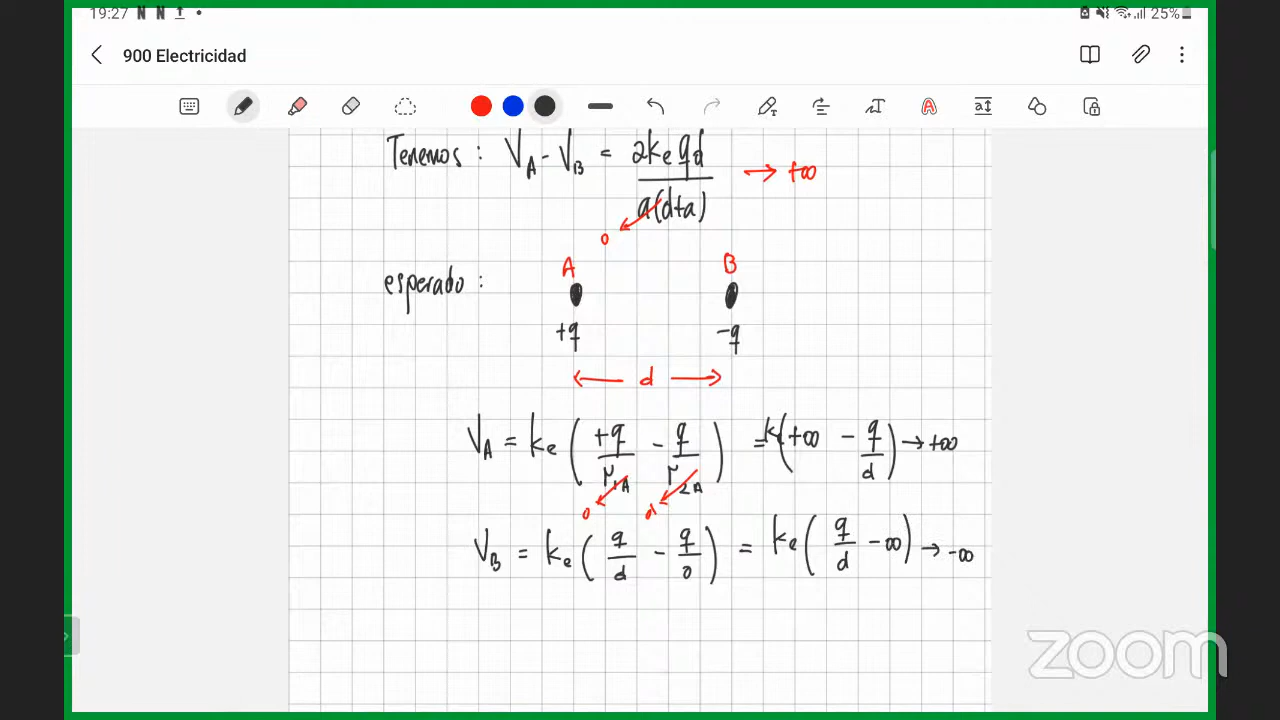 19:27 N N 25%
900 Electricidad
Tenemos : V_A - V_B = 2k_e q d / a(d+a) → +∞
0
esperado :
A B
+q -q
d
V_A = k_e ( +q/r_1A - q/r_2A ) = k( +∞ - q/d ) → +∞
0 d
V_B = k_e ( q/d - q/0 ) = k_e ( q/d - ∞ ) → -∞
zoom